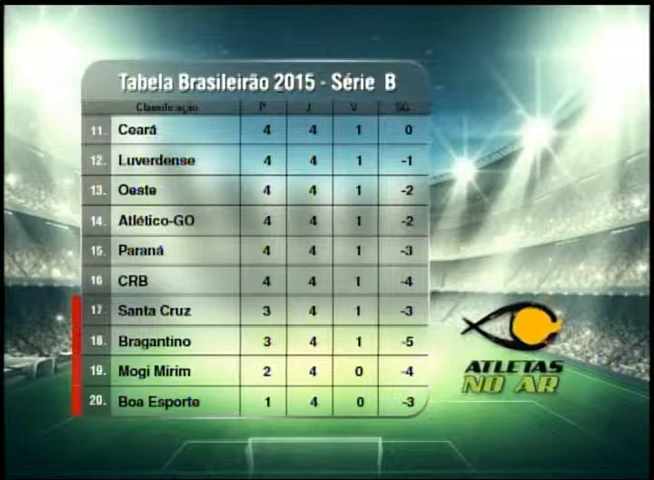 Tabela Brasileirão 2015 - Série B
Classificação P J V SG
11. Ceará 4 4 1 0
12. Luverdense 4 4 1 -1
13. Oeste 4 4 1 -2
14. Atlético-GO 4 4 1 -2
15. Paraná 4 4 1 -3
16 CRB 4 4 1 -4
17. Santa Cruz 3 4 1 -3
18. Bragantino 3 4 1 -5
19. Mogi Mirim 2 4 0 -4
20. Boa Esporte 1 4 0 -3
ATLETAS
NO AR